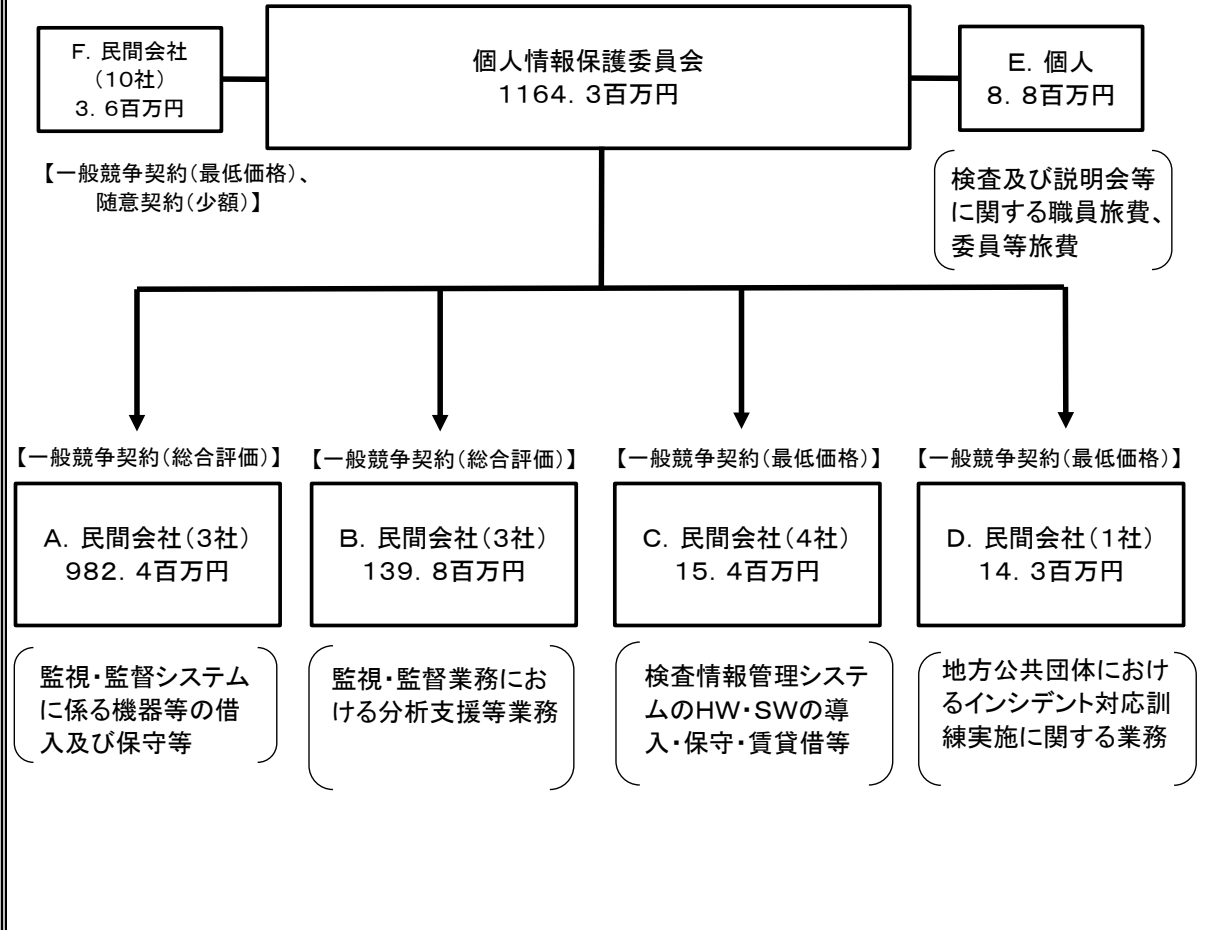 F．民間会社
（10社）
3．6百万円
個人情報保護委員会
1164．3百万円
E．個人
8．8百万円
【一般競争契約（最低価格）、
随意契約（少額）】
検査及び説明会等
に関する職員旅費、
委員等旅費
【一般競争契約（総合評価）】
A．民間会社（3社）
982．4百万円
監視・監督システム
に係る機器等の借
入及び保守等
【一般競争契約（総合評価）】
B．民間会社（3社）
139．8百万円
監視・監督業務にお
ける分析支援等業務
【一般競争契約（最低価格）】
C．民間会社（4社）
15．4百万円
検査情報管理システ
ムのHW・SWの導
入・保守・賃貸借等
【一般競争契約（最低価格）】
D．民間会社（1社）
14．3百万円
地方公共団体におけ
るインシデント対応訓
練実施に関する業務